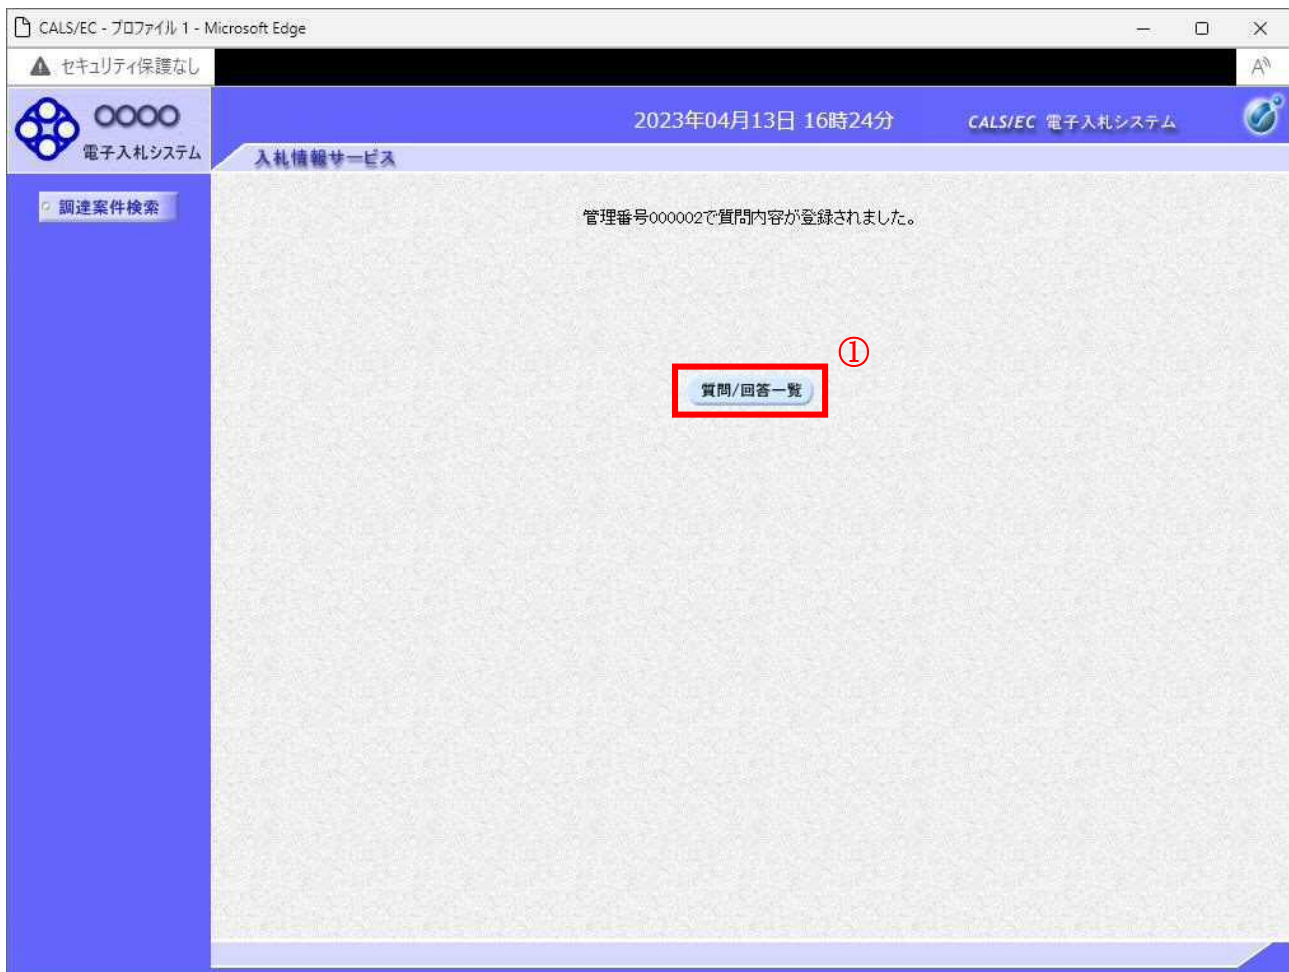 CALS/EC - プロファイル 1 - Microsoft Edge
セキュリティ保護なし
OOOO
2023年04月13日 16時24分
CALS/EC 電子入札システム
電子入札システム
入札情報サービス
調達案件検索
管理番号000002で質問内容が登録されました。
①
質問/回答一覧